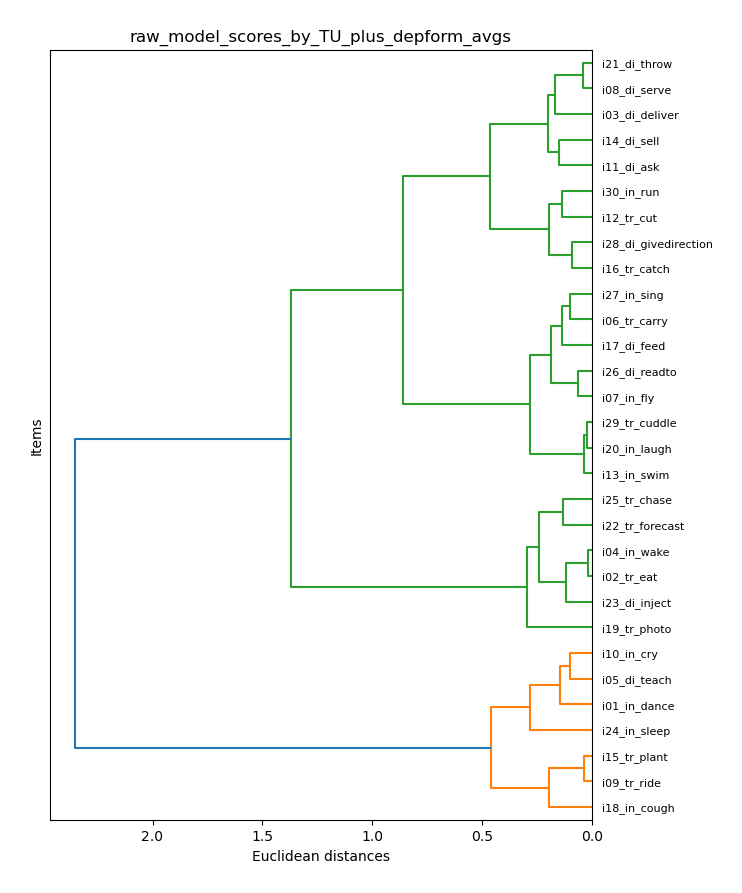 raw_model_scores_by_TU_plus_depform_avgs
i21_di_throw
i08_di_serve
i03_di_deliver
i14_di_sell
i11_di_ask
i30_in_run
i12_tr_cut
i28_di_givedirection
i16_tr_catch
i27_in_sing
i06_tr_carry
i17_di_feed
i26_di_readto
i07_in_fly
i29_tr_cuddle
i20_in_laugh
i13_in_swim
i25_tr_chase
i22_tr_forecast
i04_in_wake
i02_tr_eat
i23_di_inject
i19_tr_photo
i10_in_cry
i05_di_teach
i01_in_dance
i24_in_sleep
i15_tr_plant
i09_tr_ride
i18_in_cough
Items
2.0 1.5 1.0 0.5 0.0
Euclidean distances